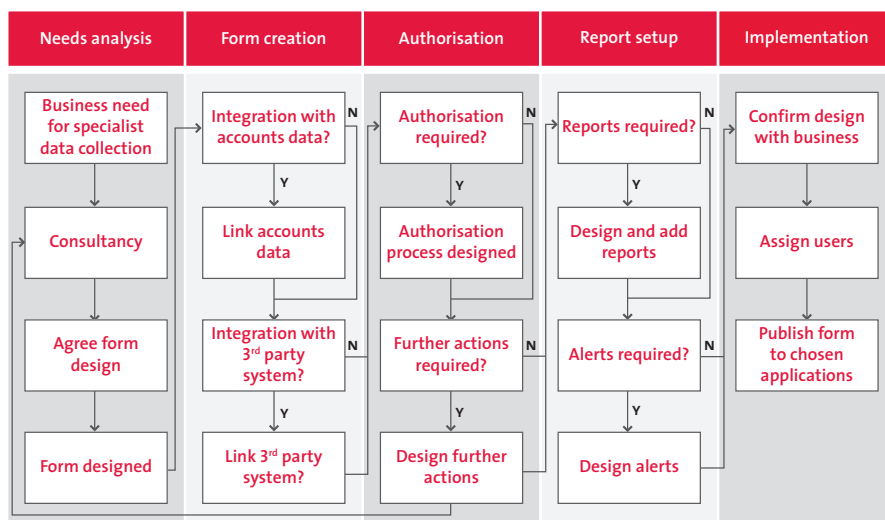 Needs analysis
Form creation
Authorisation
Report setup
Implementation
Business need
for specialist
data collection
Consultancy
Agree form
design
Form designed
Integration with
accounts data?
N
Y
Link accounts
data
Integration with
3rd party
system?
N
Y
Link 3rd party
system?
Authorisation
required?
N
Y
Authorisation
process designed
Further actions
required?
N
Y
Design further
actions
Reports required?
N
Y
Design and add
reports
Alerts required?
N
Y
Design alerts
Confirm design
with business
Assign users
Publish form
to chosen
applications